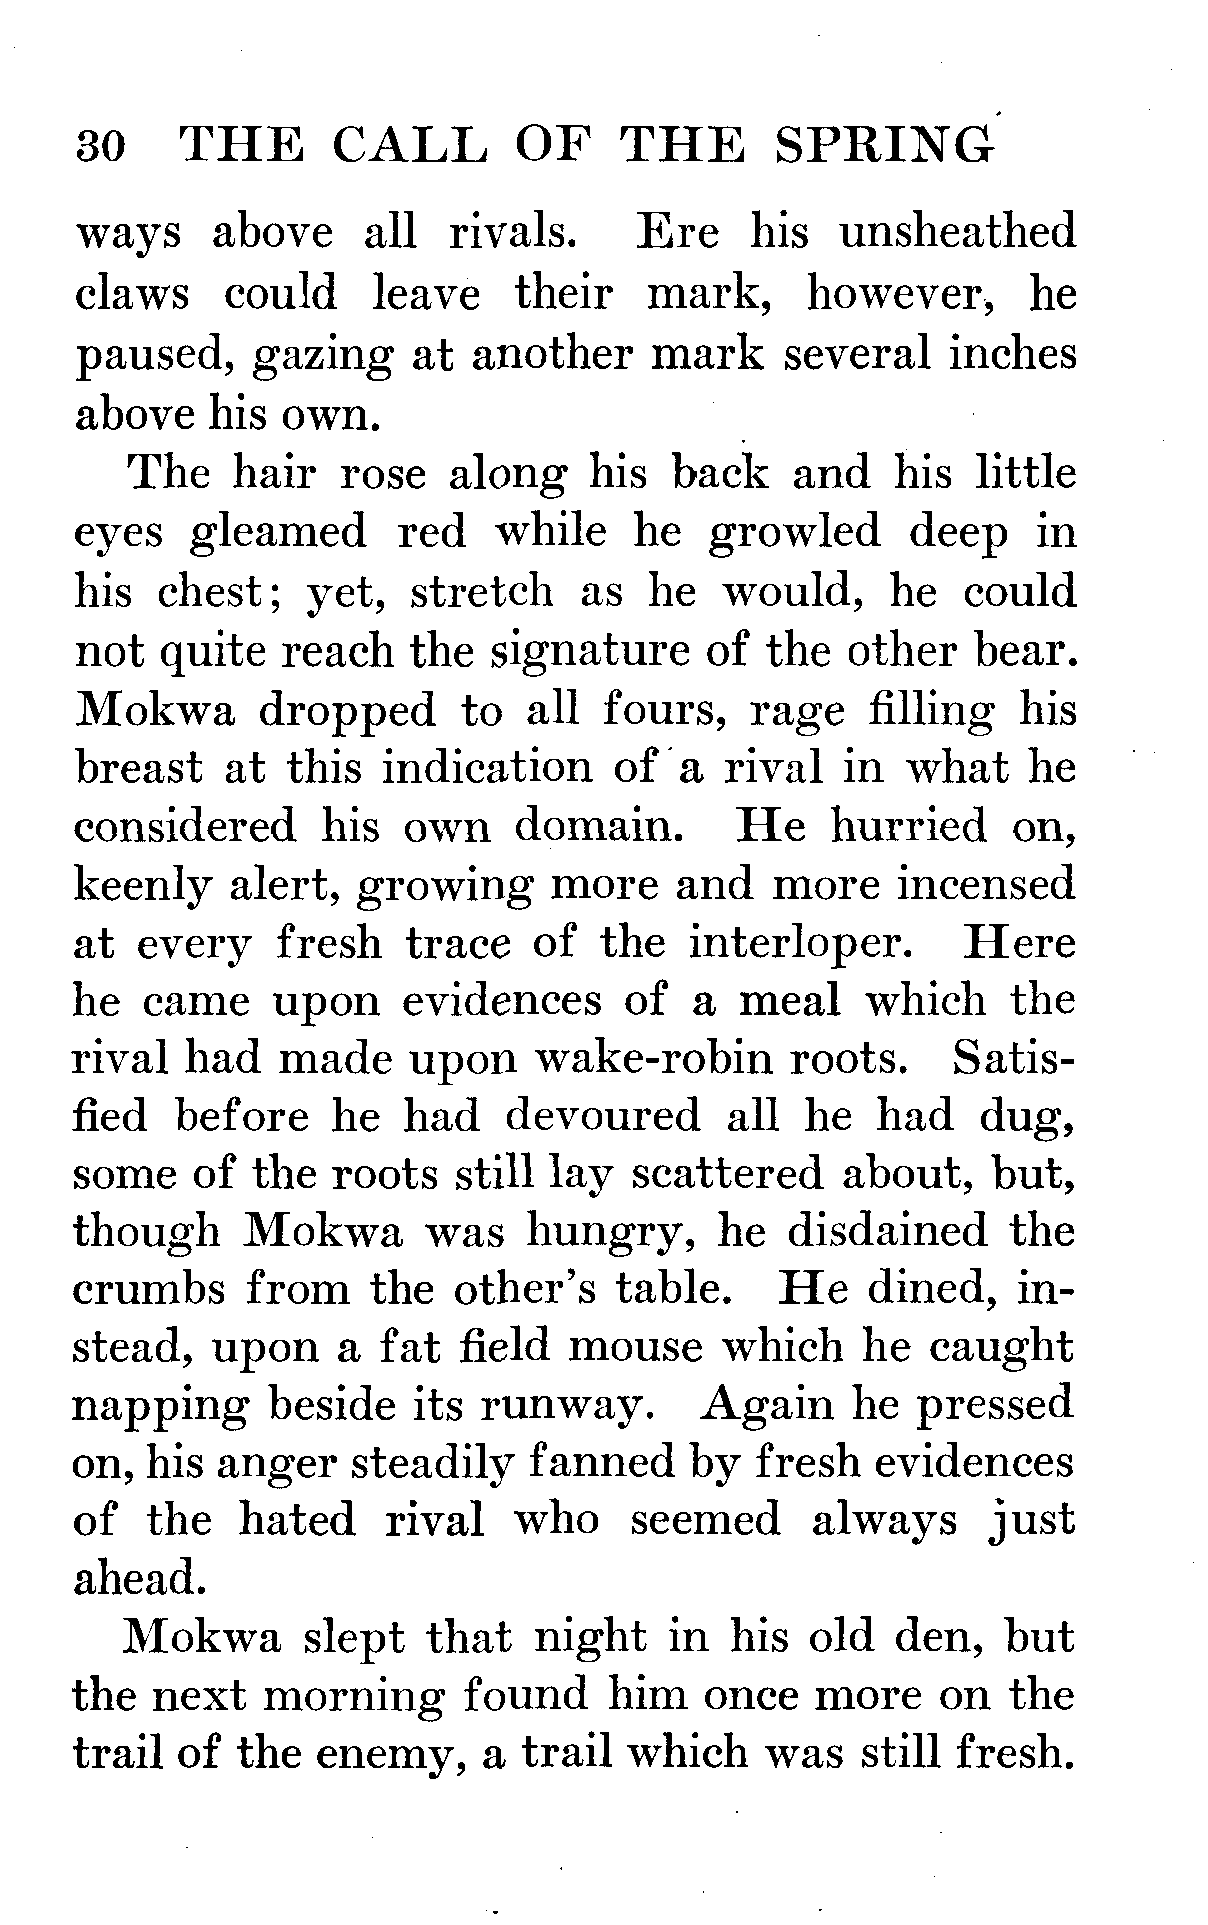 30 THE CALL OF THE SPRING
ways above all rivals. Ere his unsheathed
claws could leave their mark, however, he
paused, gazing at another mark several inches
above his own.
The hair rose along his back and his little
eyes gleamed red while he growled deep in
his chest; yet, stretch as he would, he could
not quite reach the signature of the other bear.
Mokwa dropped to all fours, rage filling his
breast at this indication of a rival in what he
considered his own domain. He hurried on,
keenly alert, growing more and more incensed
at every fresh trace of the interloper. Here
he came upon evidences of a meal which the
rival had made upon wake-robin roots. Satis-
fied before he had devoured all he had dug,
some of the roots still lay scattered about, but,
though Mokwa was hungry, he disdained the
crumbs from the other's table. He dined, in-
stead, upon a fat field mouse which he caught
napping beside its runway. Again he pressed
on, his anger steadily fanned by fresh evidences
of the hated rival who seemed always just
ahead.
Mokwa slept that night in his old den, but
the next morning found him once more on the
trail of the enemy, a trail which was still fresh.